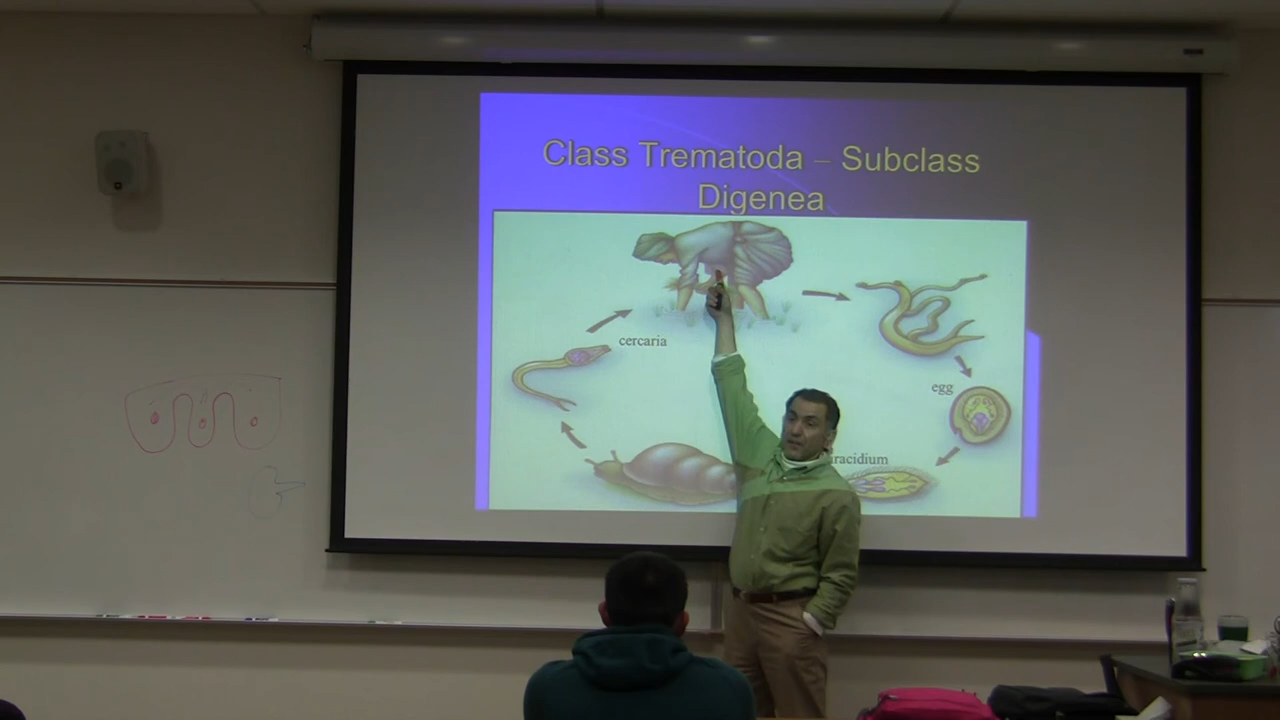 Class Trematoda – Subclass
Digenea
cercaria
egg